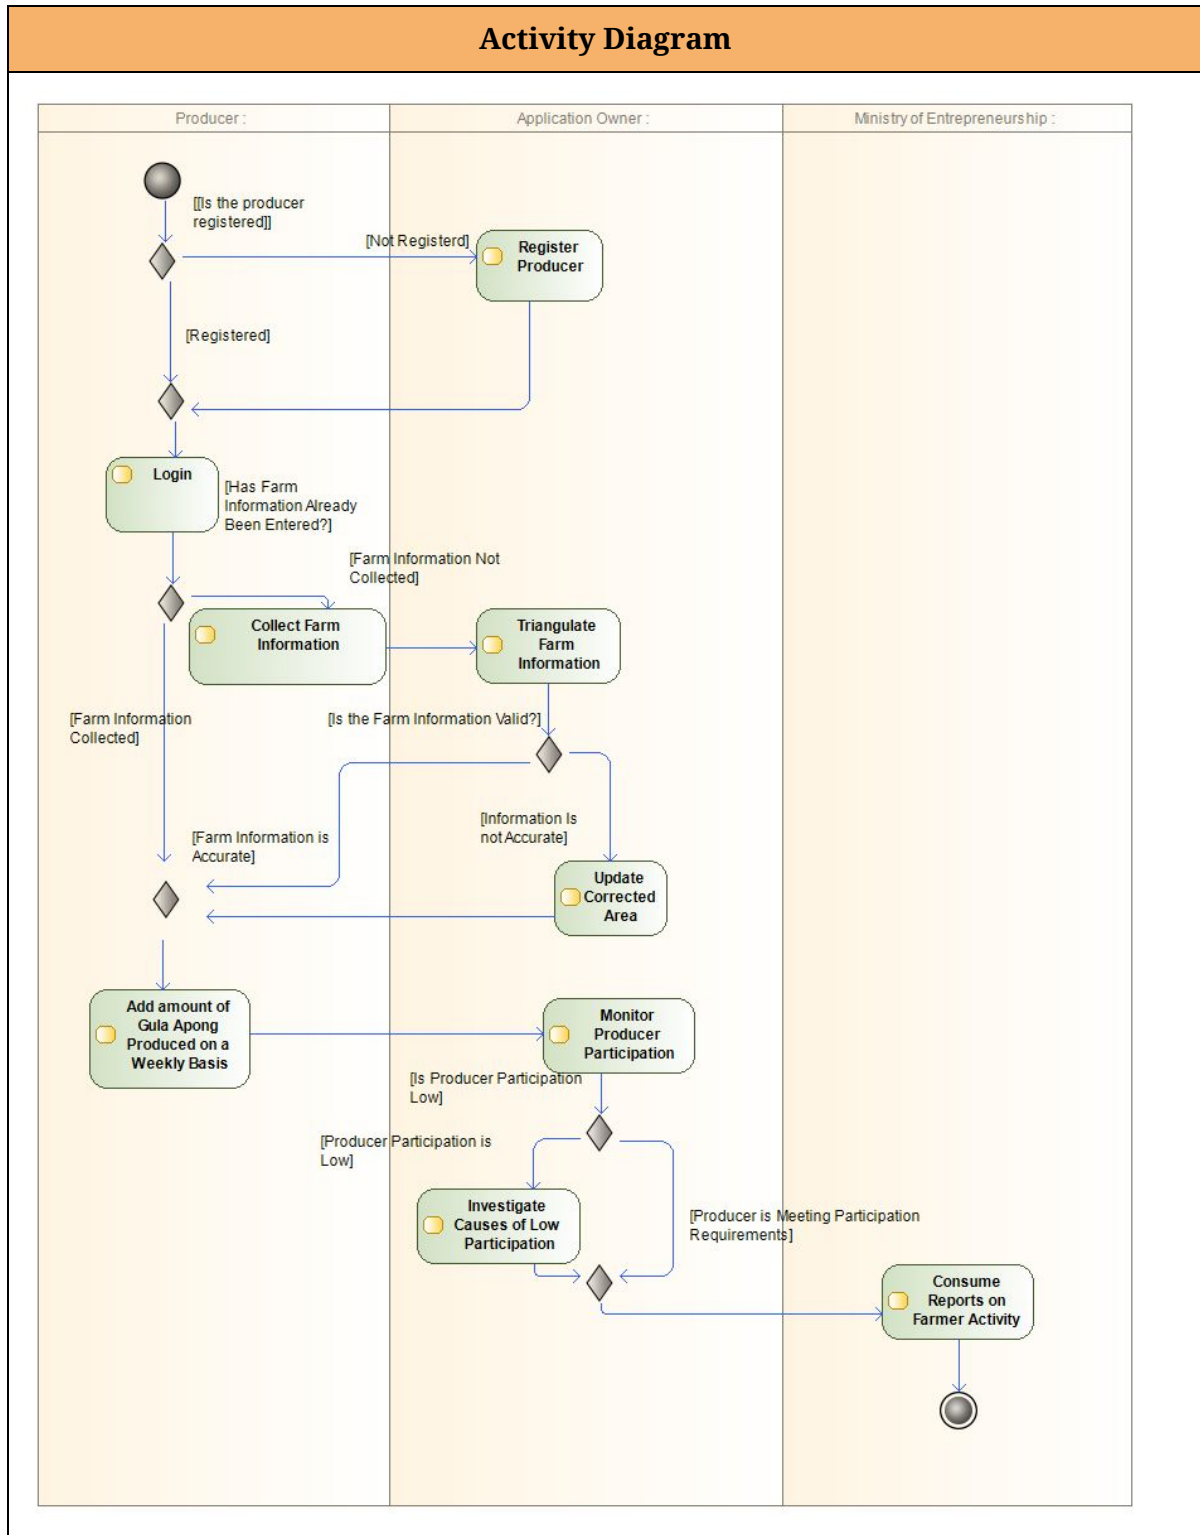 Activity Diagram
Producer :
Application Owner :
Ministry of Entrepreneurship :
[[Is the producer
registered]]
[Not Registerd]
Register
Producer
[Registered]
Login
[Has Farm
Information Already
Been Entered?]
[Farm Information Not
Collected]
Collect Farm
Information
Triangulate
Farm
Information
[Farm Information
Collected]
[Is the Farm Information Valid?]
[Farm Information is
Accurate]
[Information Is
not Accurate]
Update
Corrected
Area
Add amount of
Gula Apong
Produced on a
Weekly Basis
Monitor
Producer
Participation
[Is Producer Participation
Low]
[Producer Participation is
Low]
Investigate
Causes of Low
Participation
[Producer is Meeting Participation
Requirements]
Consume
Reports on
Farmer Activity